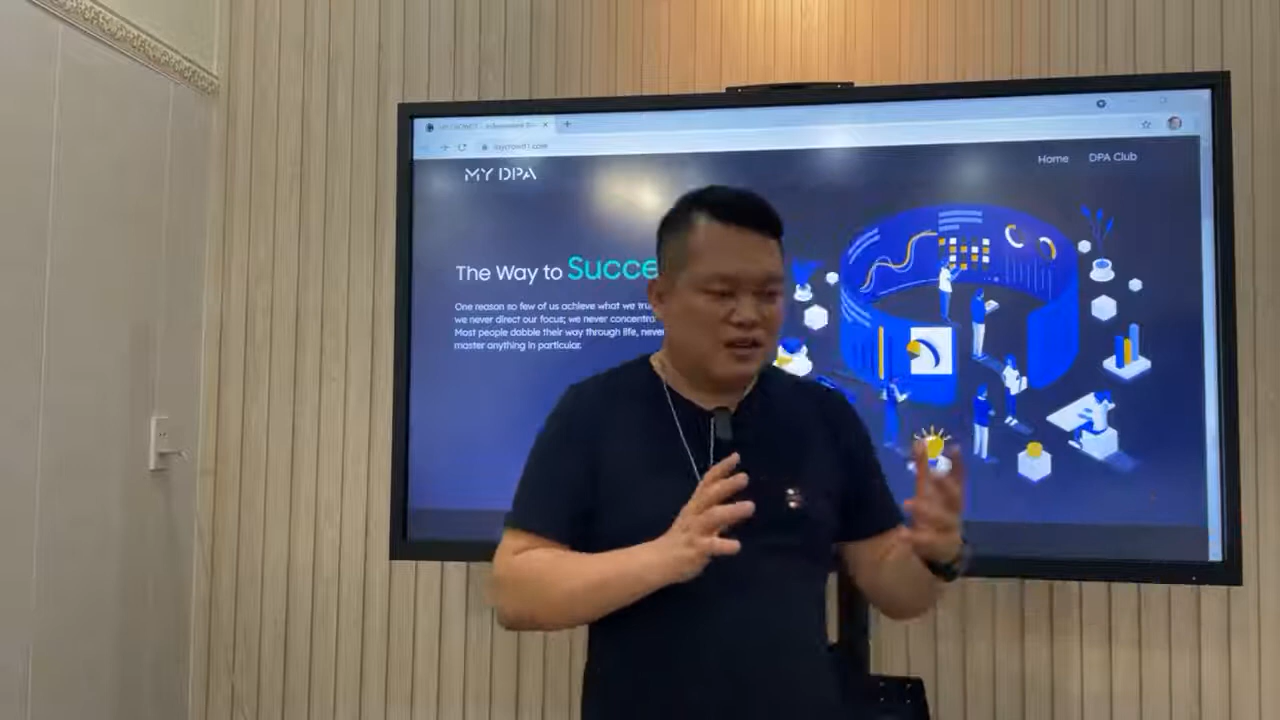 mycrowd1.com
MY DPA
Home
DPA Club
The Way to Succe
One reason so few of us achieve what we tru
we never direct our focus; we never concentra
Most people dabble their way through life, never
master anything in particular.